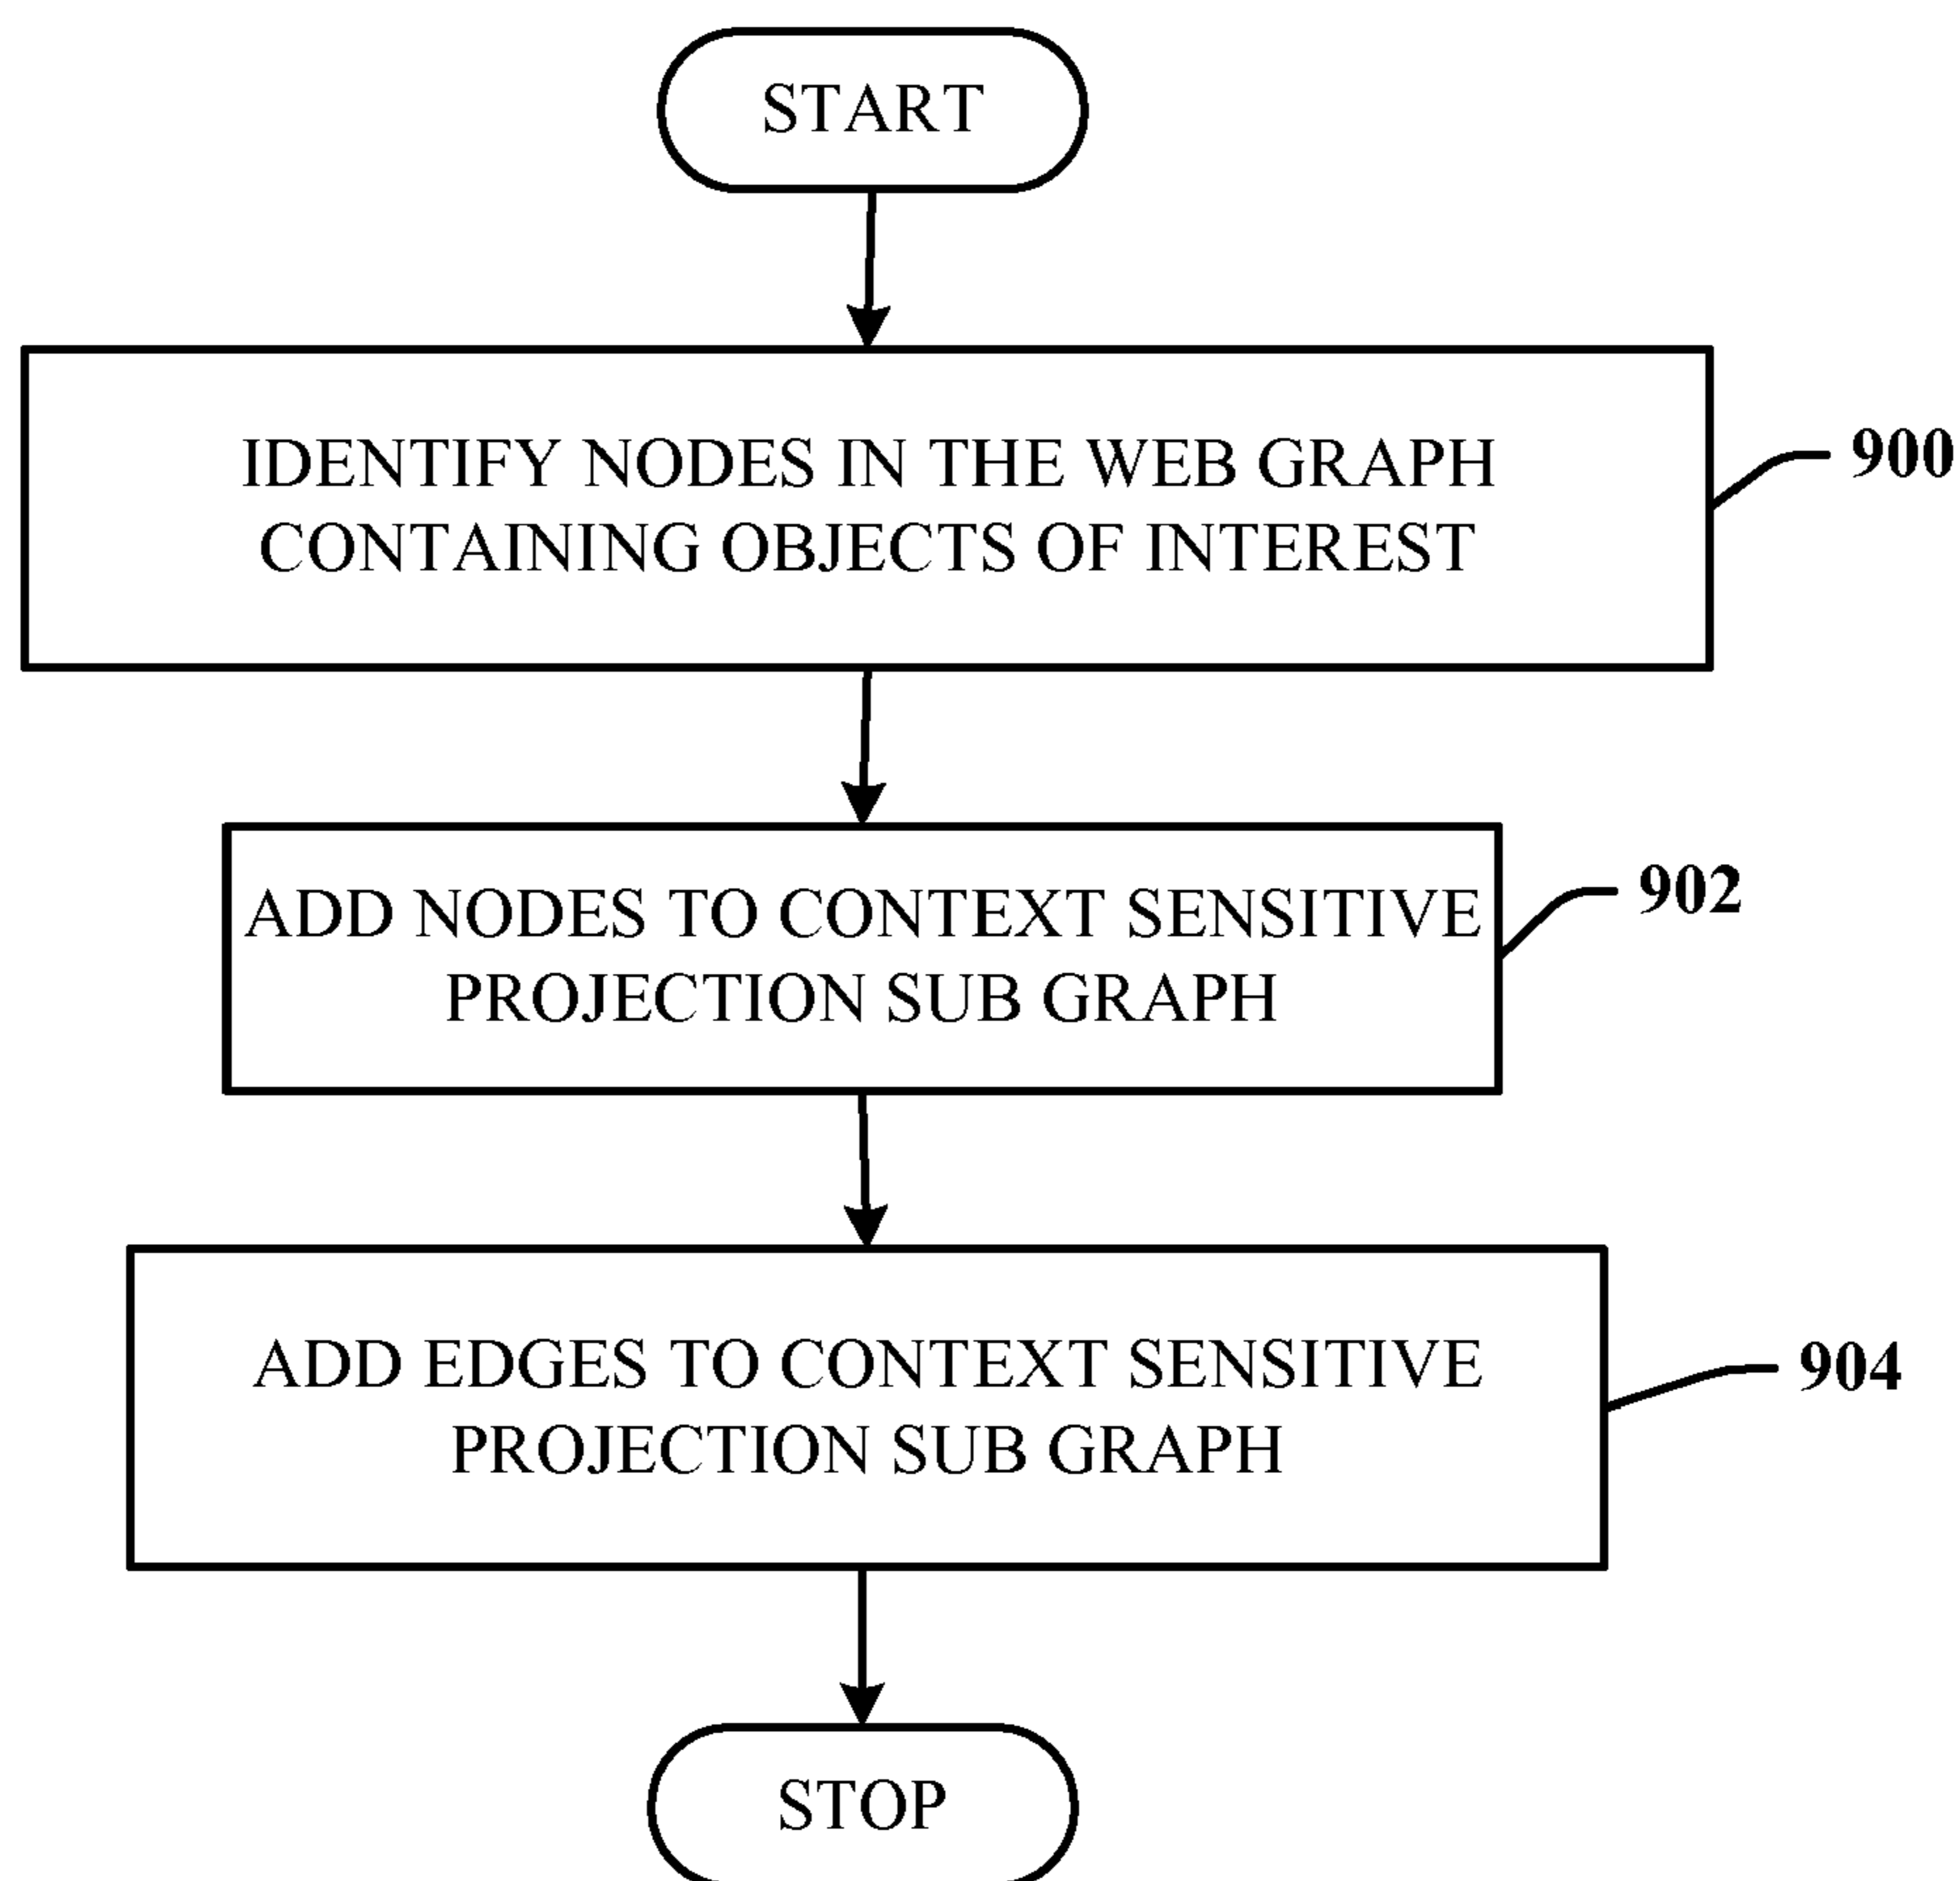 START
IDENTIFY NODES IN THE WEB GRAPH
CONTAINING OBJECTS OF INTEREST
900
ADD NODES TO CONTEXT SENSITIVE
PROJECTION SUB GRAPH
902
ADD EDGES TO CONTEXT SENSITIVE
PROJECTION SUB GRAPH
904
STOP